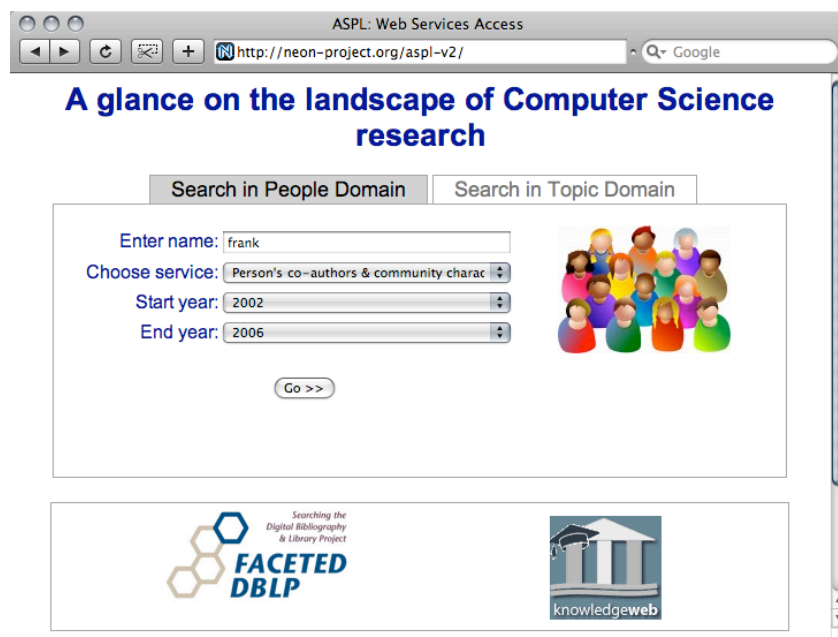 ASPL: Web Services Access
http://neon-project.org/aspl-v2/
Google
A glance on the landscape of Computer Science
research
Search in People Domain
Search in Topic Domain
Enter name: frank
Choose service: Person's co-authors & community charac
Start year: 2002
End year: 2006
Go >>
Searching the
Digital Bibliography
& Library Project
FACETED
DBLP
knowledgeweb